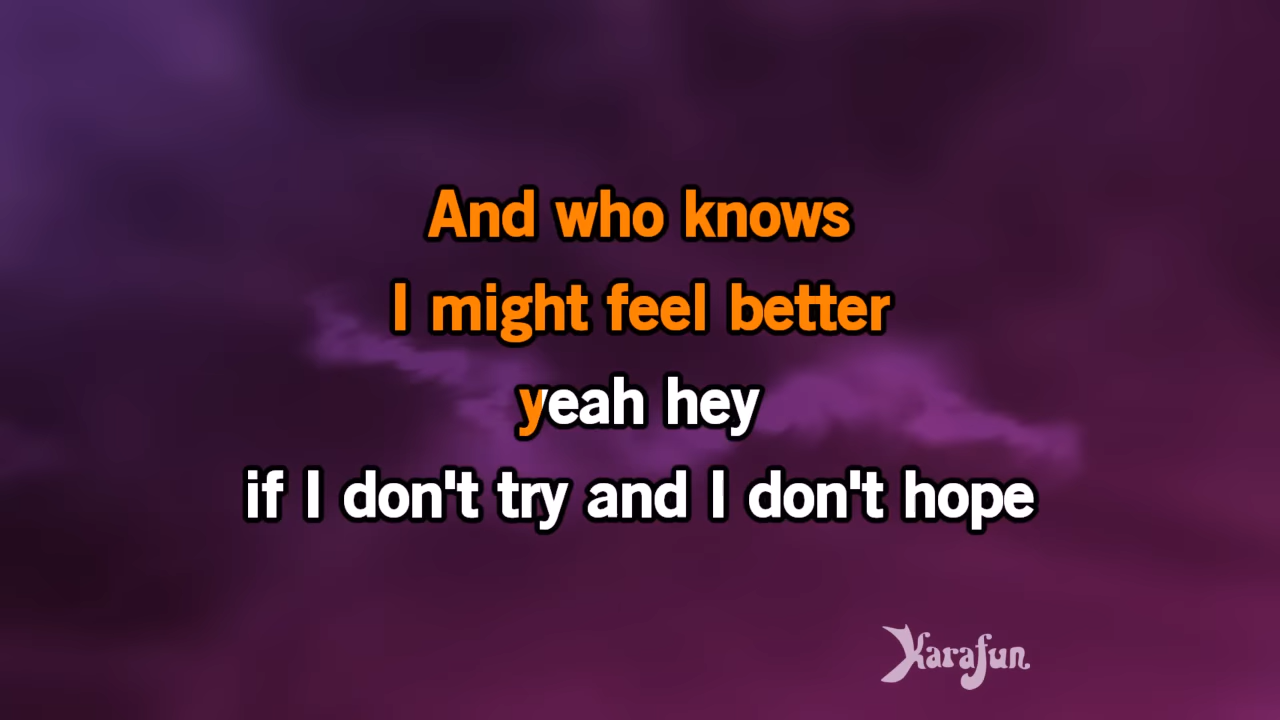 And who knows
I might feel better
yeah hey
if I don't try and I don't hope
Karafun